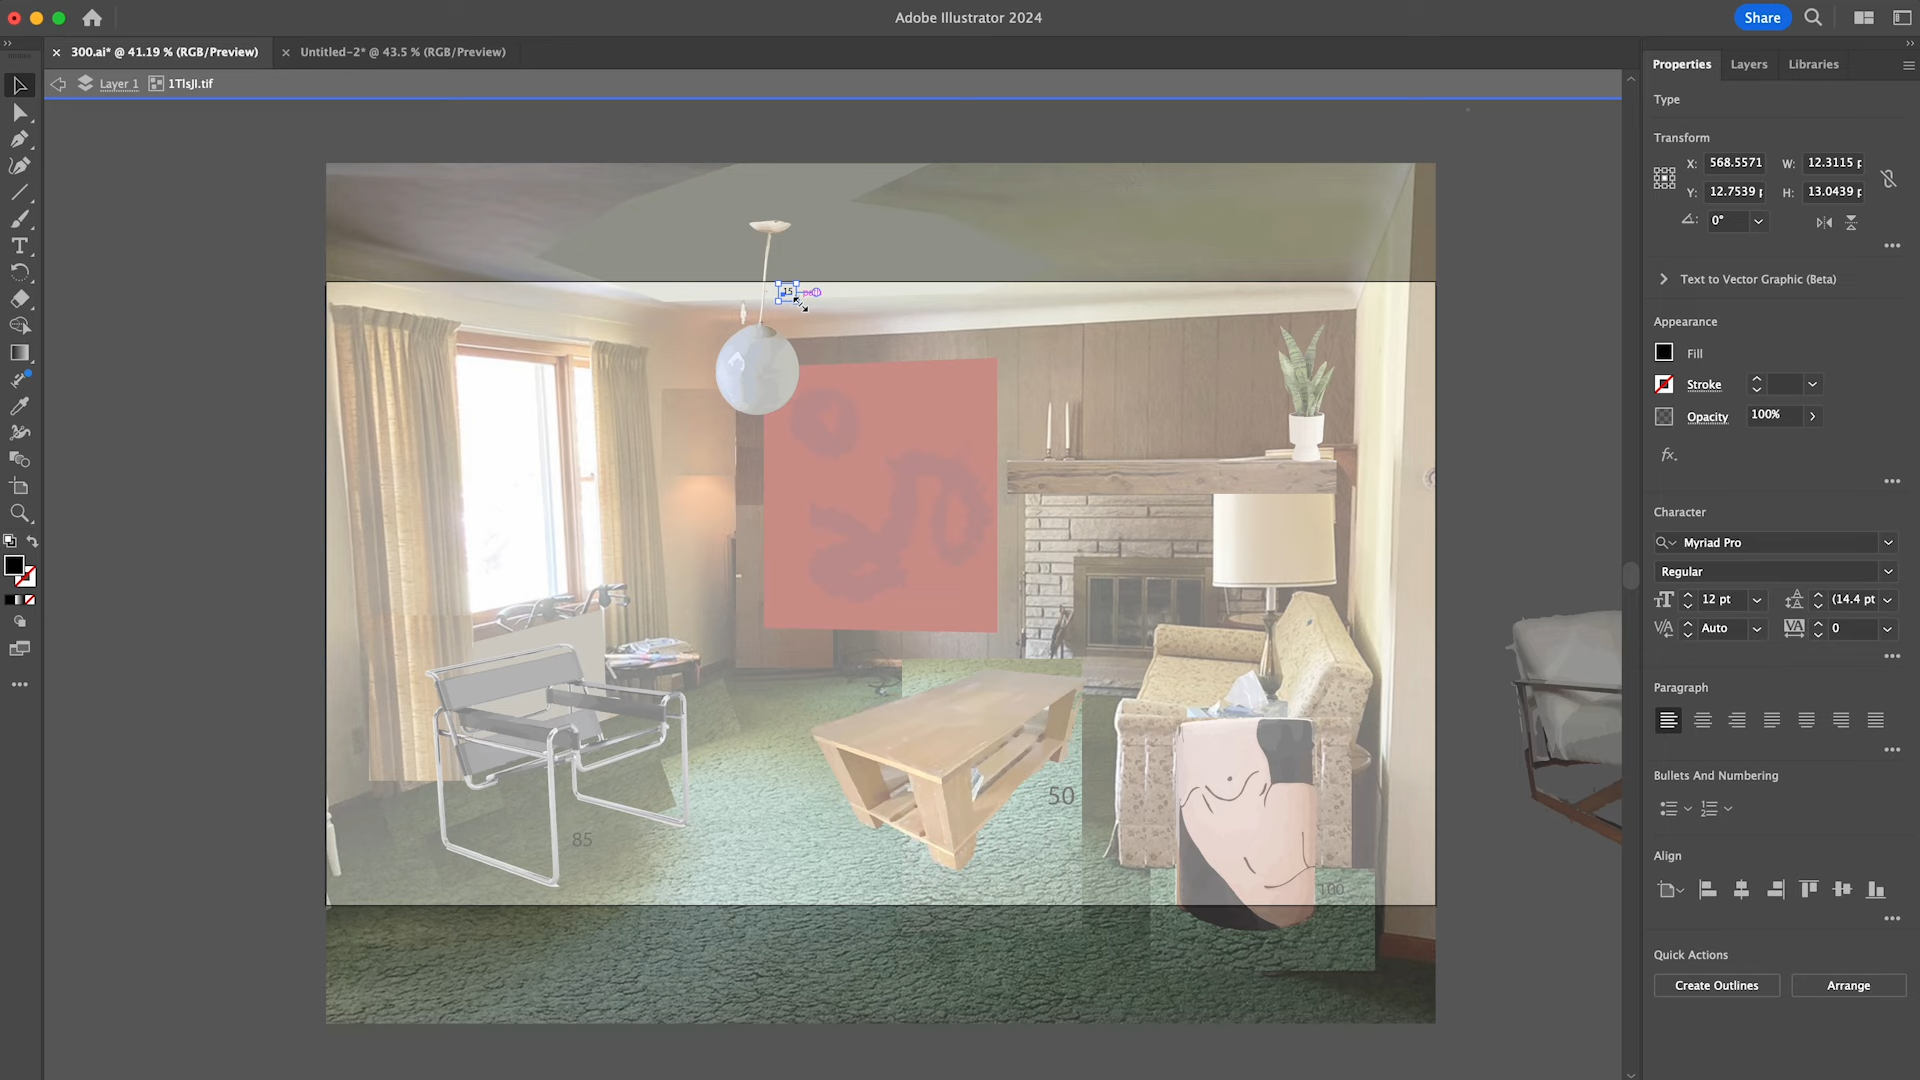 Adobe Illustrator 2024
Share
300.ai* @ 41.19 % (RGB/Preview)
Untitled-2* @ 43.5 % (RGB/Preview)
Layer 1
1TlsJI.tif
Properties
Layers
Libraries
Type
Transform
X: 568.5571
W: 12.3115 p
Y: 12.7539 p
H: 13.0439 p
0°
Text to Vector Graphic (Beta)
Appearance
Fill
Stroke
Opacity
100%
Character
Myriad Pro
Regular
12 pt
(14.4 pt
Auto
0
Paragraph
Bullets And Numbering
Align
Quick Actions
Create Outlines
Arrange
15
path
50
85
100